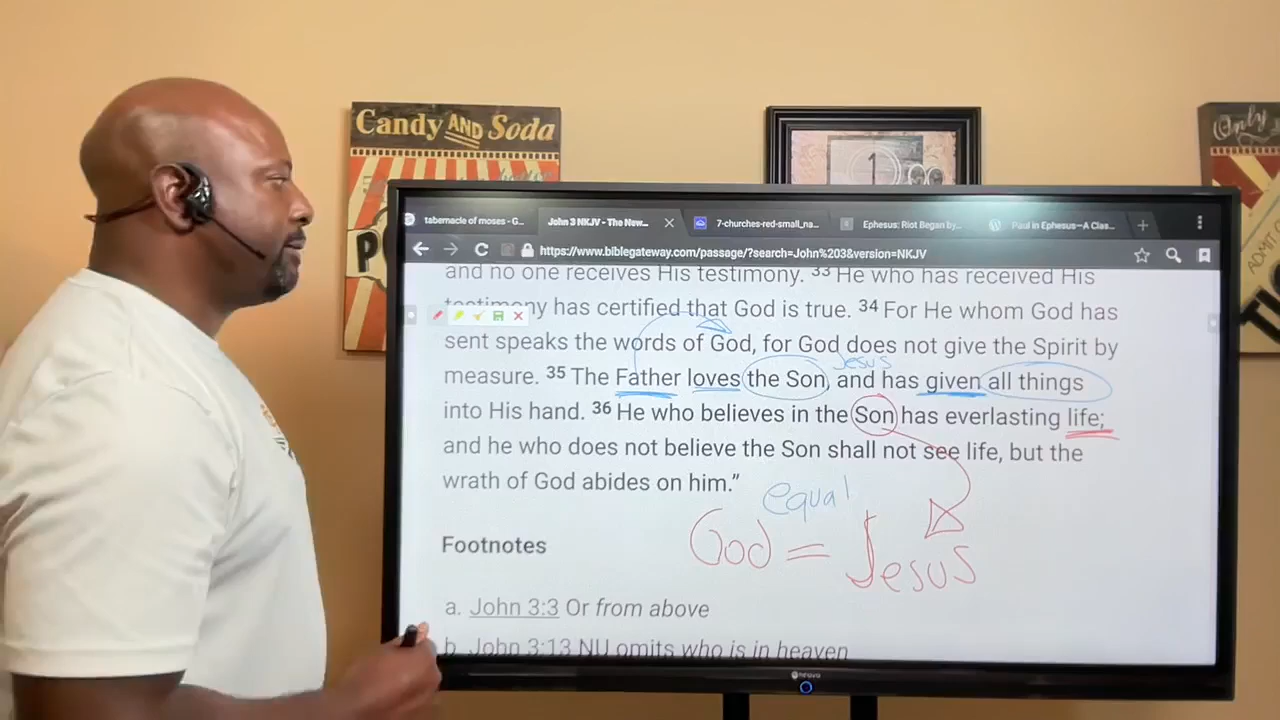 Candy AND Soda
1
Only
tabernacle of moses - G...
John 3 NKJV - The New...
7-churches-red-small_na...
Ephesus: Riot Began by...
Paul in Ephesus—A Clas...
https://www.biblegateway.com/passage/?search=John%203&version=NKJV
and no one receives His testimony. 33 He who has received His
testimony has certified that God is true. 34 For He whom God has
sent speaks the words of God, for God does not give the Spirit by
Jesus
measure. 35 The Father loves the Son, and has given all things
into His hand. 36 He who believes in the Son has everlasting life;
and he who does not believe the Son shall not see life, but the
wrath of God abides on him.”
equal
God = Jesus
Footnotes
a. John 3:3 Or from above
b. John 3:13 NU omits who is in heaven